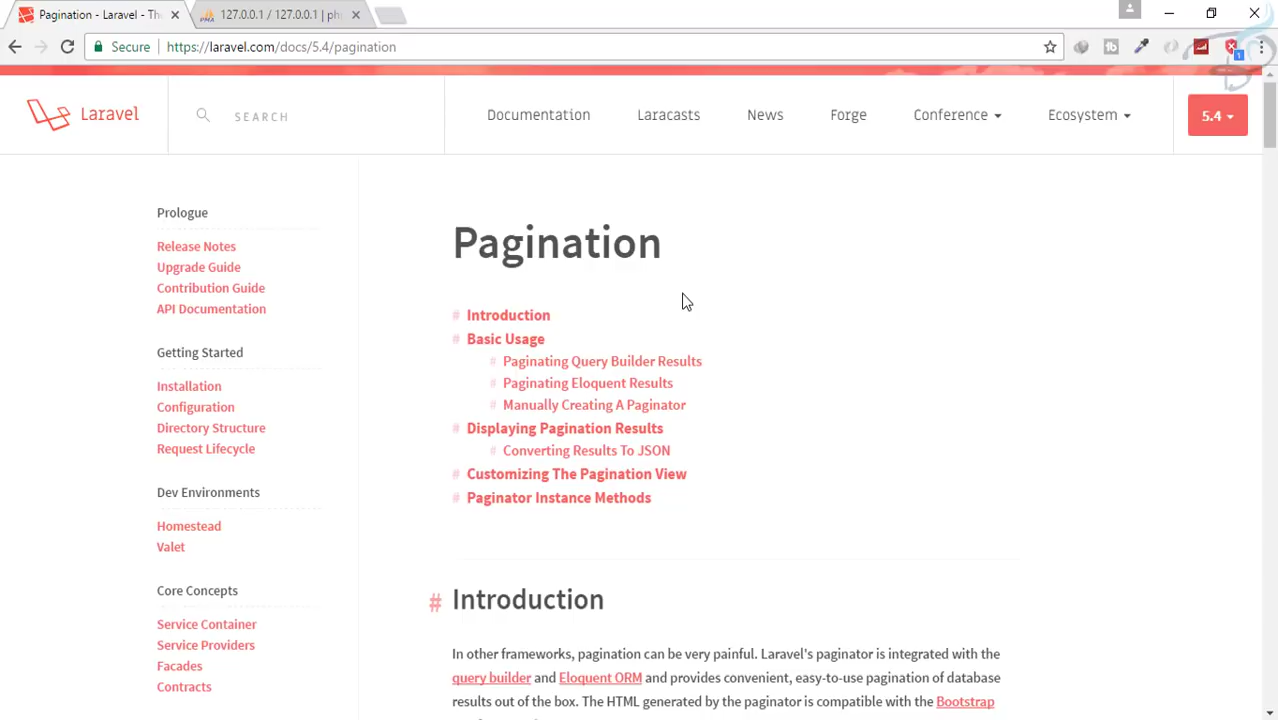 Pagination - Laravel - The
127.0.0.1 / 127.0.0.1 | ph
Secure
https://laravel.com/docs/5.4/pagination
Laravel
SEARCH
Documentation
Laracasts
News
Forge
Conference
Ecosystem
5.4
Prologue
Release Notes
Upgrade Guide
Contribution Guide
API Documentation
Getting Started
Installation
Configuration
Directory Structure
Request Lifecycle
Dev Environments
Homestead
Valet
Core Concepts
Service Container
Service Providers
Facades
Contracts
Pagination
# Introduction
# Basic Usage
# Paginating Query Builder Results
# Paginating Eloquent Results
# Manually Creating A Paginator
# Displaying Pagination Results
# Converting Results To JSON
# Customizing The Pagination View
# Paginator Instance Methods
# Introduction
In other frameworks, pagination can be very painful. Laravel's paginator is integrated with the
query builder and Eloquent ORM and provides convenient, easy-to-use pagination of database
results out of the box. The HTML generated by the paginator is compatible with the Bootstrap